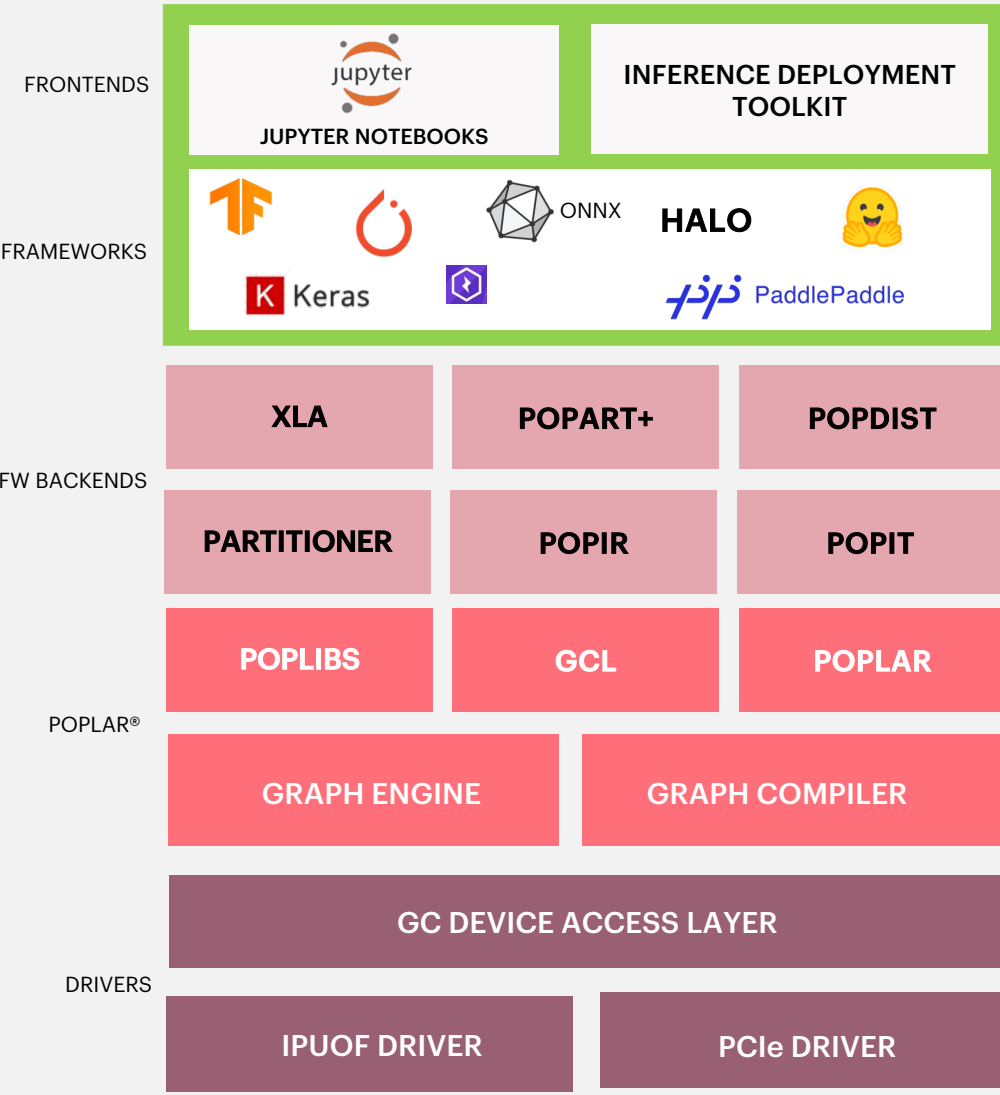 FRONTENDS
jupyter
JUPYTER NOTEBOOKS
INFERENCE DEPLOYMENT
TOOLKIT
FRAMEWORKS
ONNX
HALO
K Keras
PaddlePaddle
FW BACKENDS
XLA
POPART+
POPDIST
PARTITIONER
POPIR
POPIT
POPLAR®
POPLIBS
GCL
POPLAR
GRAPH ENGINE
GRAPH COMPILER
DRIVERS
GC DEVICE ACCESS LAYER
IPUOF DRIVER
PCIe DRIVER